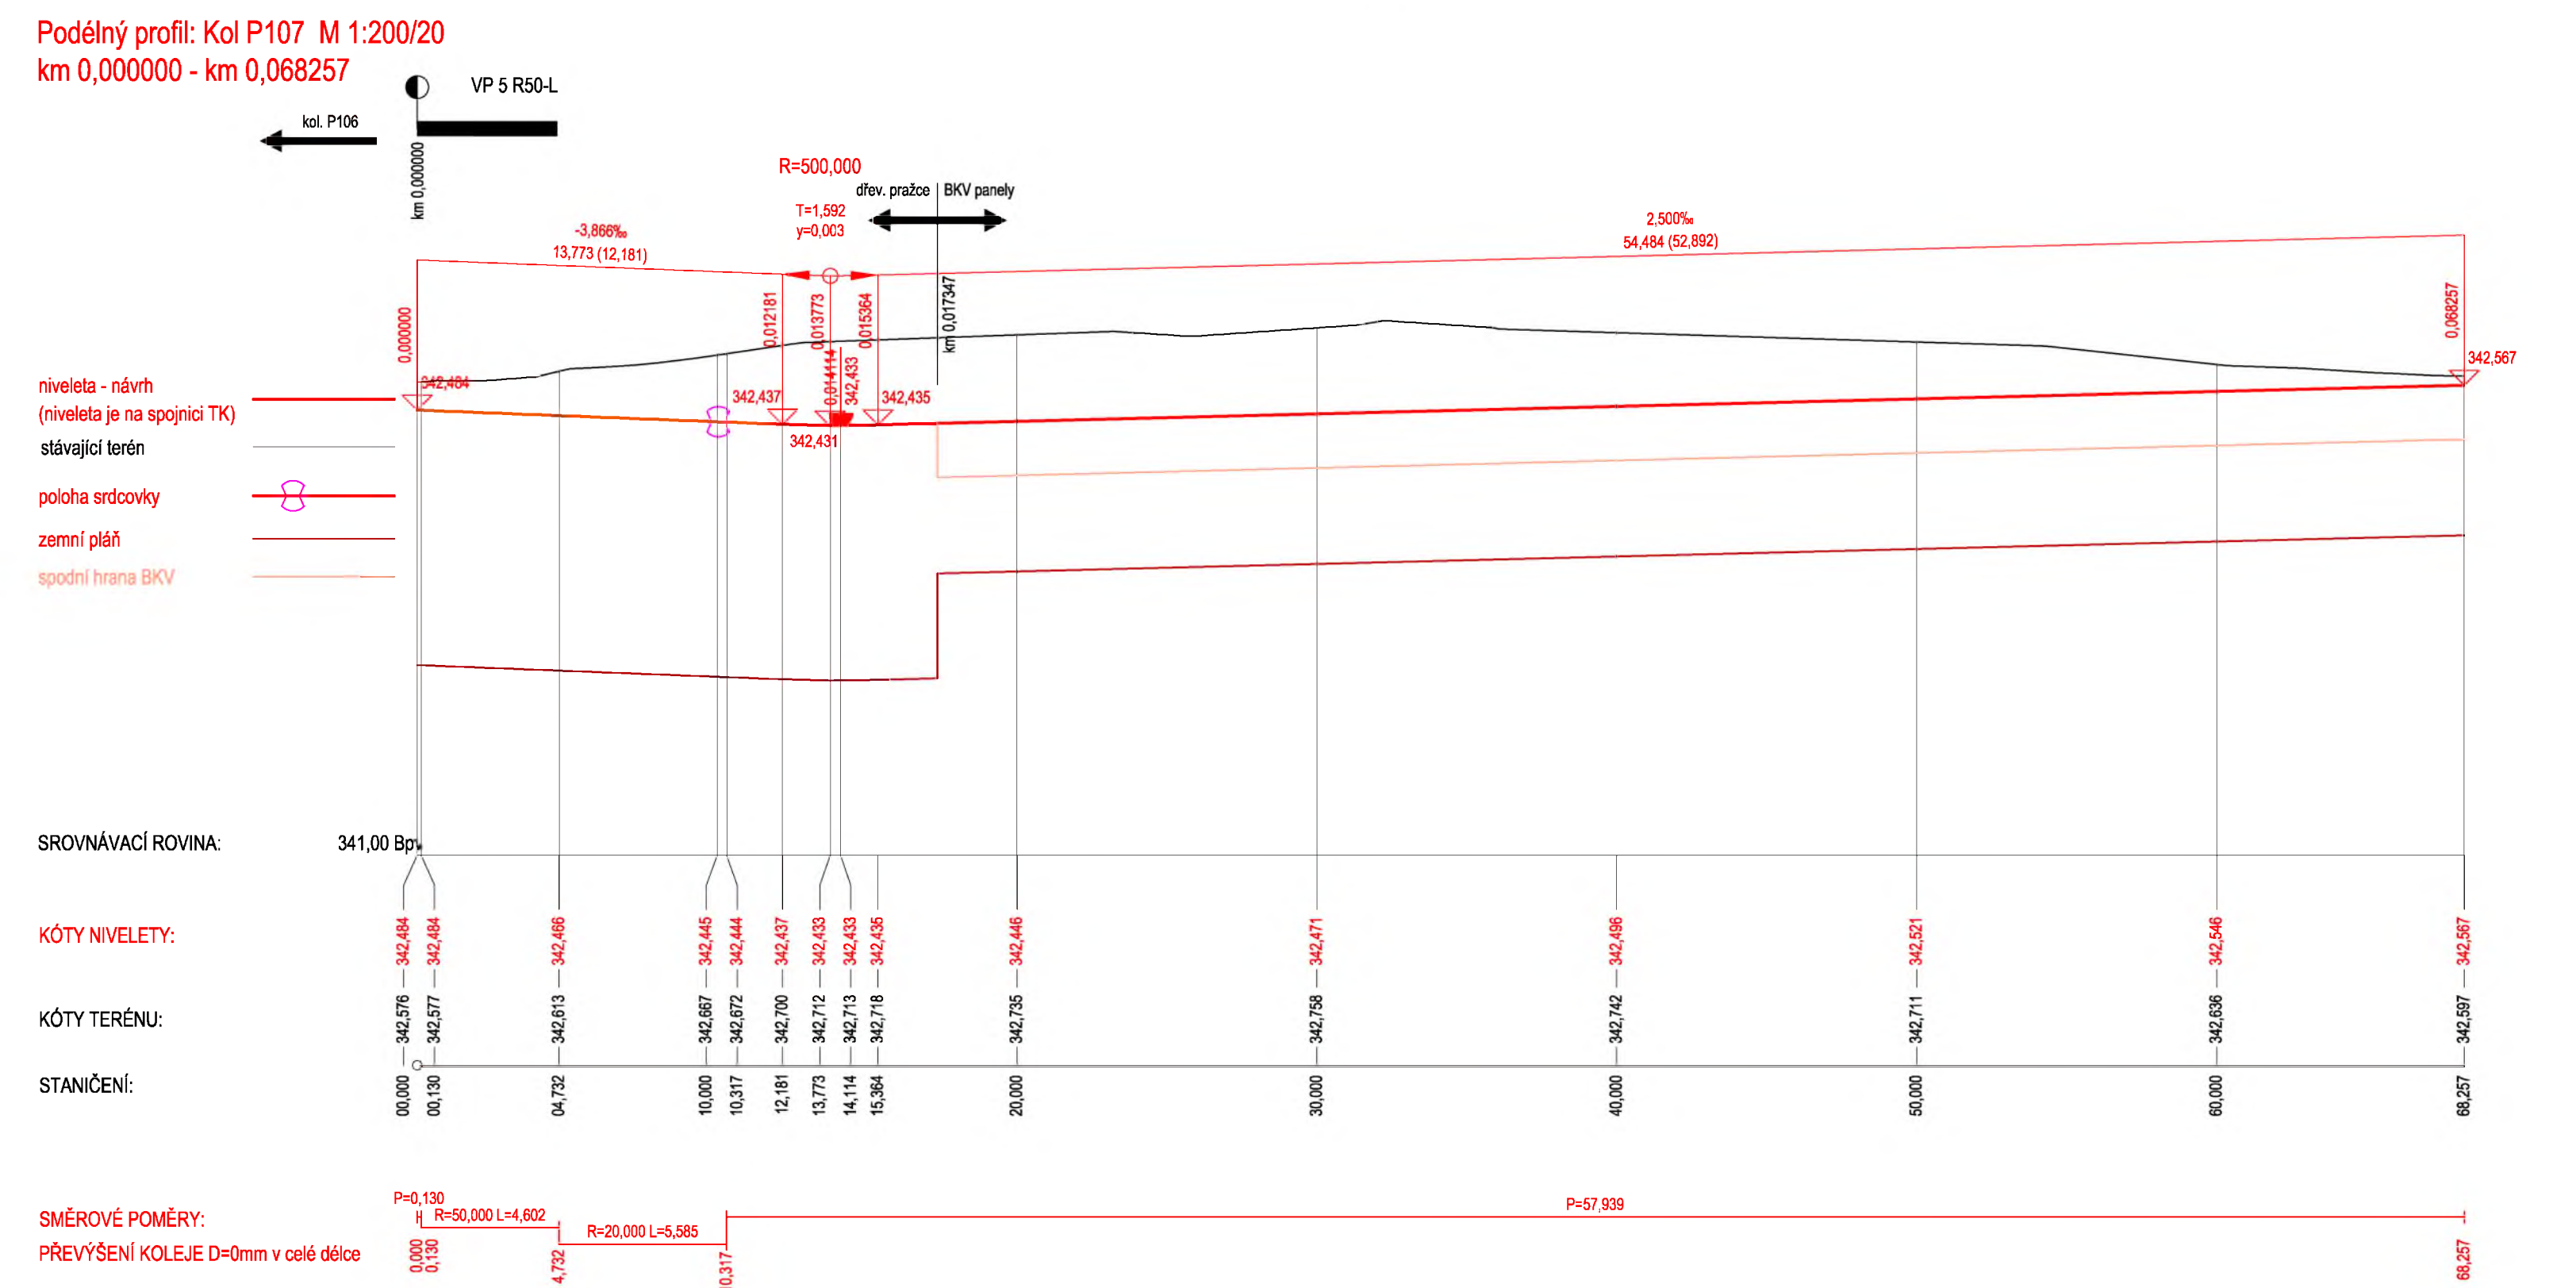 Podélný profil: Kol P107 M 1:200/20
km 0,000000 - km 0,068257
VP 5 R50-L
kol. P106
km 0,000000
R=500,000
dřev. pražce
BKV panely
T=1,592
y=0,003
-3,866‰
13,773 (12,181)
2,500‰
54,484 (52,892)
0,000000
0,012181
0,013773
0,015364
km 0,017347
0,068257
0,014114
342,433
342,484
342,437
342,431
342,435
342,567
niveleta - návrh
(niveleta je na spojnici TK)
stávající terén
poloha srdcovky
zemní pláň
spodní hrana BKV
SROVNÁVACÍ ROVINA: 341,00 Bpv
KÓTY NIVELETY: 342,484 342,484 342,466 342,445 342,444 342,437 342,433 342,433 342,435 342,446 342,471 342,496 342,521 342,546 342,567
KÓTY TERÉNU: 342,576 342,577 342,613 342,667 342,672 342,700 342,712 342,713 342,718 342,735 342,758 342,742 342,711 342,636 342,597
STANIČENÍ: 00,000 00,130 04,732 10,000 10,317 12,181 13,773 14,114 15,364 20,000 30,000 40,000 50,000 60,000 68,257
P=0,130
SMĚROVÉ POMĚRY: R=50,000 L=4,602 R=20,000 L=5,585 P=57,939
PŘEVÝŠENÍ KOLEJE D=0mm v celé délce
0,000 0,130 4,732 0,317 68,257